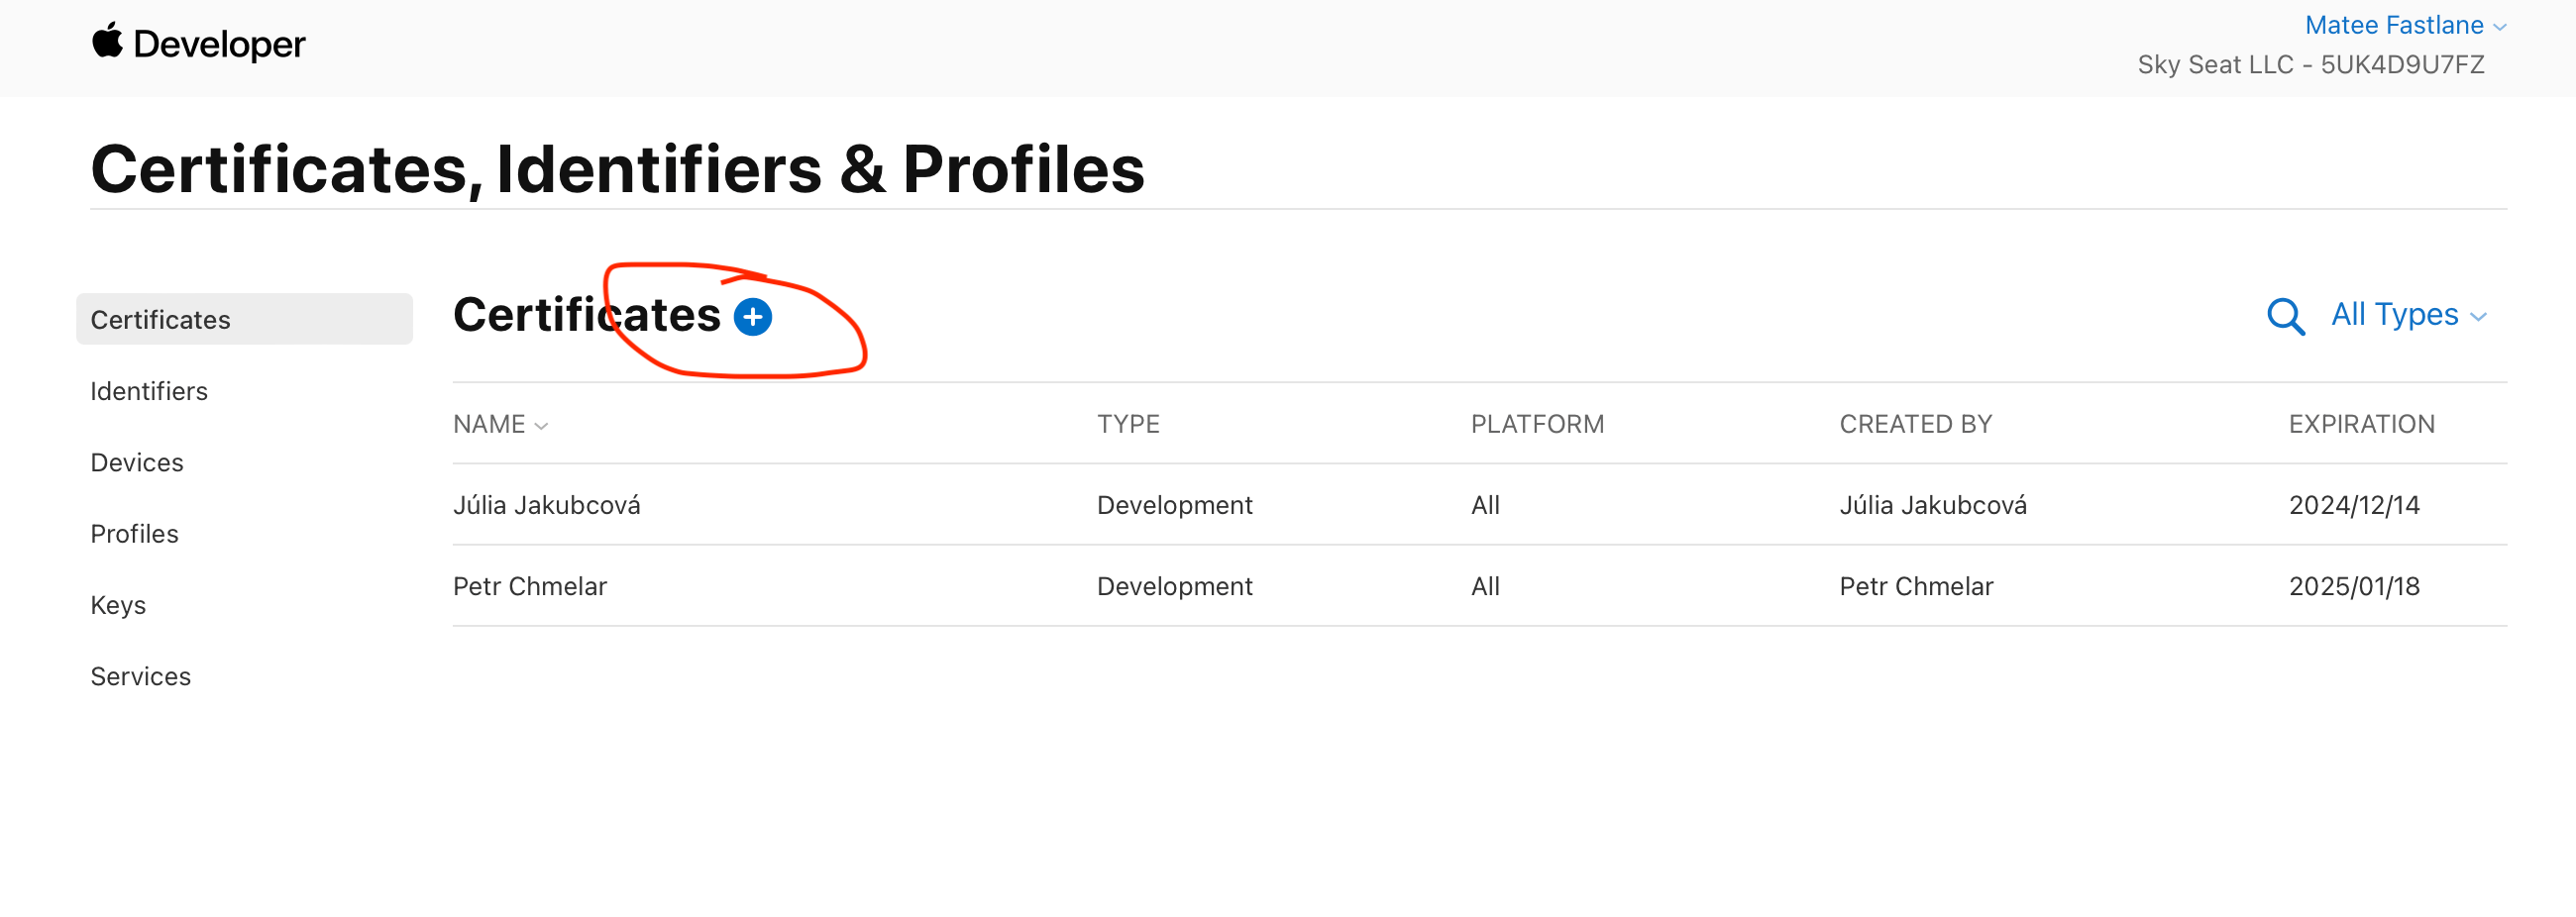 Developer
Matee Fastlane
Sky Seat LLC - 5UK4D9U7FZ
Certificates, Identifiers & Profiles
Certificates
Identifiers
Devices
Profiles
Keys
Services
Certificates
All Types
NAME TYPE PLATFORM CREATED BY EXPIRATION
Júlia Jakubcová Development All Júlia Jakubcová 2024/12/14
Petr Chmelar Development All Petr Chmelar 2025/01/18